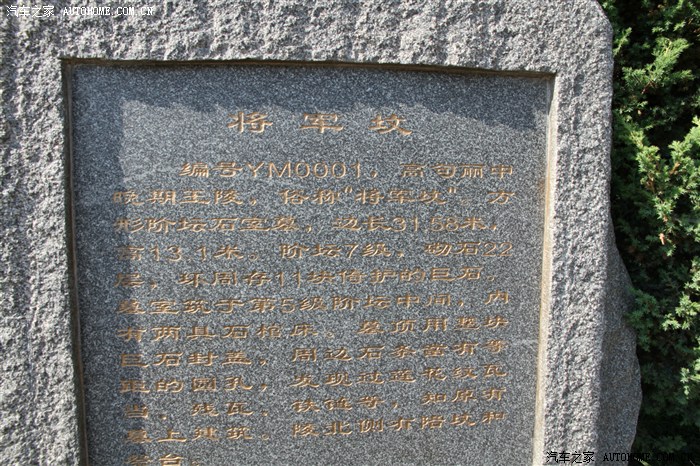 汽车之家 AUTOHOME.COM.CN
将军坟
编号YM0001，高句丽中
晚期王陵，俗称"将军坟"。方
形阶坛石室墓，边长3158米，
高13.1米。阶坛7级，砌石22
层，环周存11块倚护的巨石。
墓室筑于第5级阶坛中间，内
有两具石棺床。墓顶用整块
巨石封盖，周边石条凿有等
距的圆孔，发现过莲花纹瓦
当、残瓦、铁链等，知原有
墓上建筑。陵北侧有陪坟和
祭台。
汽车之家 AUTOHOME.COM.CN